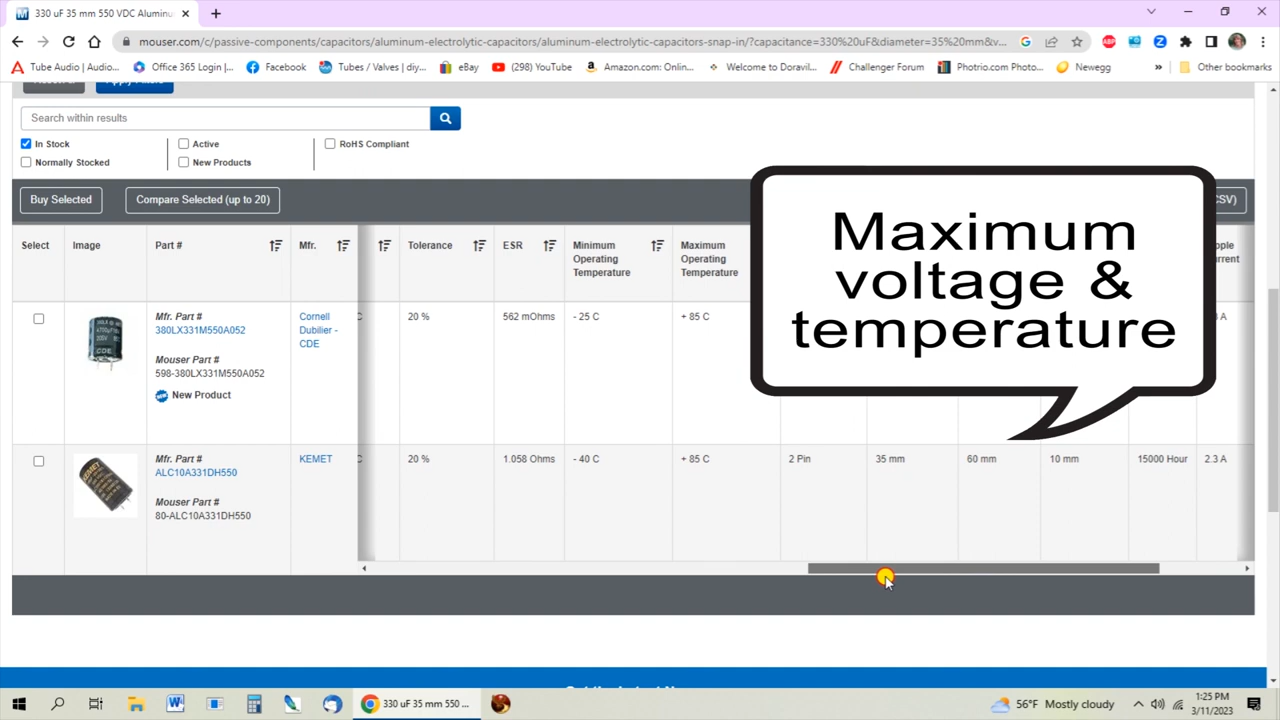 330 uF 35 mm 550 VDC Aluminum
mouser.com/c/passive-components/capacitors/aluminum-electrolytic-capacitors/aluminum-electrolytic-capacitors-snap-in/?capacitance=330%20uF&diameter=35%20mm&v...
Tube Audio | Audio... Office 365 Login |... Facebook Tubes / Valves | diy... eBay (298) YouTube Amazon.com: Onlin... Welcome to Doravil... Challenger Forum Photrio.com Photo... Newegg » Other bookmarks
Search within results
In Stock Active RoHS Compliant
Normally Stocked New Products
Buy Selected Compare Selected (up to 20) CSV)
Select Image Part # Mfr. Tolerance ESR Minimum Operating Temperature Maximum Operating Temperature
Maximum
voltage &
temperature
Mfr. Part # Cornell 20 % 562 mOhms - 25 C + 85 C
380LX331M550A052 Dubilier -
CDE
Mouser Part #
598-380LX331M550A052
New Product
Mfr. Part # KEMET 20 % 1.058 Ohms - 40 C + 85 C 2 Pin 35 mm 60 mm 10 mm 15000 Hour 2.3 A
ALC10A331DH550
Mouser Part #
80-ALC10A331DH550
330 uF 35 mm 550 ... 56°F Mostly cloudy 1:25 PM
3/11/2023